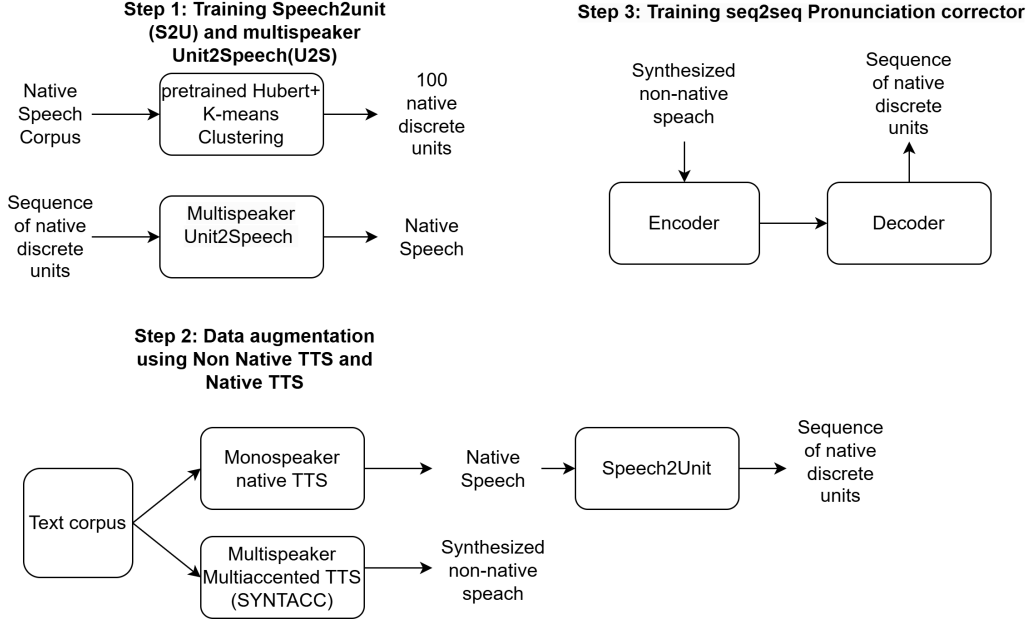 Step 1: Training Speech2unit
(S2U) and multispeaker
Unit2Speech(U2S)
Native
Speech
Corpus
pretrained Hubert+
K-means
Clustering
100
native
discrete
units
Sequence
of native
discrete
units
Multispeaker
Unit2Speech
Native
Speech
Step 3: Training seq2seq Pronunciation corrector
Synthesized
non-native
speach
Sequence
of native
discrete
units
Encoder
Decoder
Step 2: Data augmentation
using Non Native TTS and
Native TTS
Text corpus
Monospeaker
native TTS
Native
Speech
Speech2Unit
Sequence
of native
discrete
units
Multispeaker
Multiaccented TTS
(SYNTACC)
Synthesized
non-native
speach